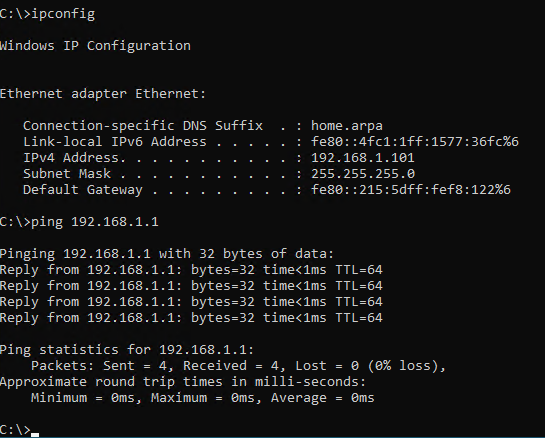 C:\>ipconfig
Windows IP Configuration
Ethernet adapter Ethernet:
   Connection-specific DNS Suffix  . : home.arpa
   Link-local IPv6 Address . . . . . : fe80::4fc1:1ff:1577:36fc%6
   IPv4 Address. . . . . . . . . . . : 192.168.1.101
   Subnet Mask . . . . . . . . . . . : 255.255.255.0
   Default Gateway . . . . . . . . . : fe80::215:5dff:fef8:122%6
C:\>ping 192.168.1.1
Pinging 192.168.1.1 with 32 bytes of data:
Reply from 192.168.1.1: bytes=32 time<1ms TTL=64
Reply from 192.168.1.1: bytes=32 time<1ms TTL=64
Reply from 192.168.1.1: bytes=32 time<1ms TTL=64
Reply from 192.168.1.1: bytes=32 time<1ms TTL=64
Ping statistics for 192.168.1.1:
    Packets: Sent = 4, Received = 4, Lost = 0 (0% loss),
Approximate round trip times in milli-seconds:
    Minimum = 0ms, Maximum = 0ms, Average = 0ms
C:\>